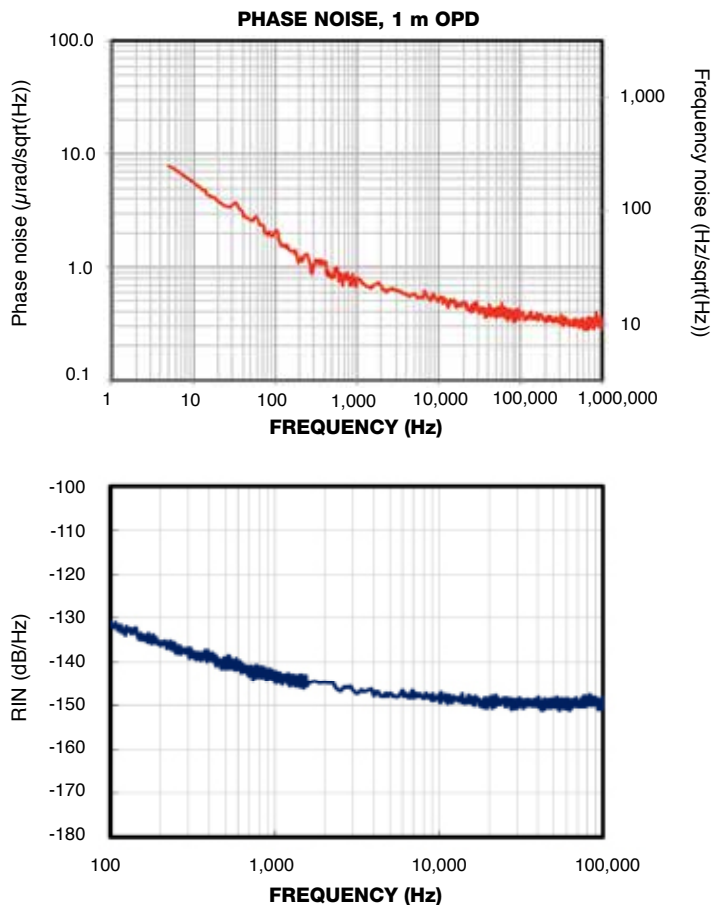 PHASE NOISE, 1 m OPD
100.0
10.0
1.0
0.1
Phase noise (µrad/sqrt(Hz))
1,000
100
10
Frequency noise (Hz/sqrt(Hz))
1 10 100 1,000 10,000 100,000 1,000,000
FREQUENCY (Hz)
-100
-110
-120
-130
-140
-150
-160
-170
-180
RIN (dB/Hz)
100 1,000 10,000 100,000
FREQUENCY (Hz)